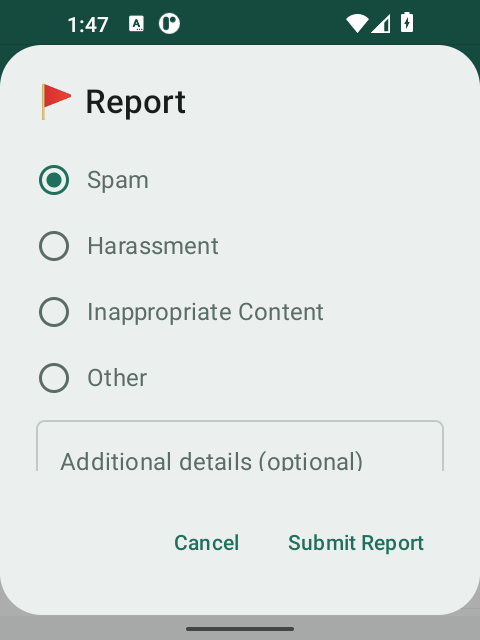 1:47
Report
Spam
Harassment
Inappropriate Content
Other
Additional details (optional)
Cancel
Submit Report